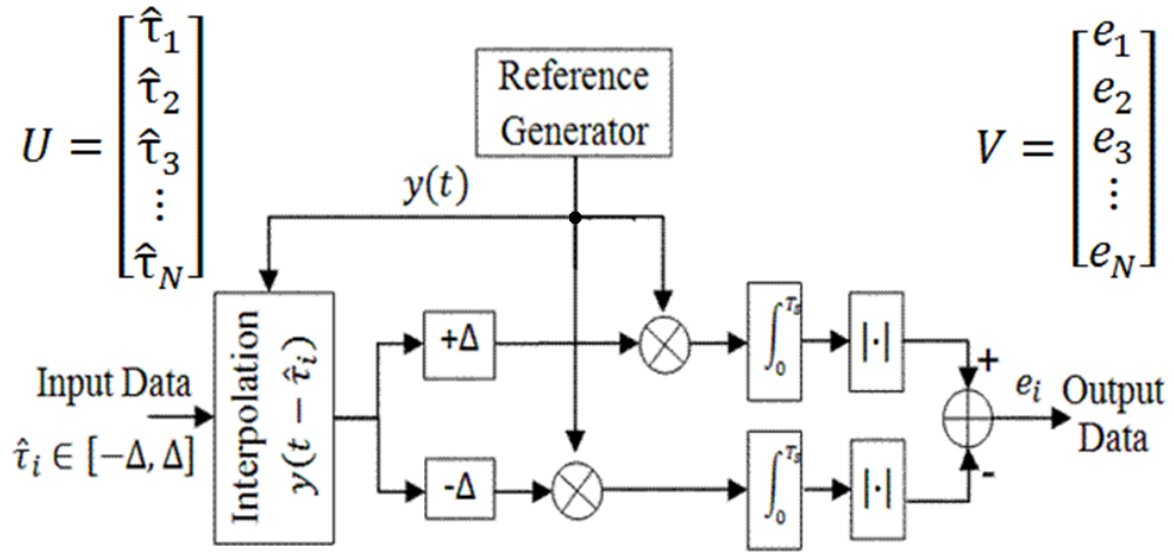 U = [τ̂₁ τ̂₂ τ̂₃ ⋮ τ̂_N]
V = [e₁ e₂ e₃ ⋮ e_N]
Reference
Generator
y(t)
Interpolation
y(t − τ̂ᵢ)
Input Data
τ̂ᵢ ∈ [−Δ, Δ]
+Δ
-Δ
∫₀^Ts
|·|
∫₀^Ts
|·|
+
-
eᵢ
Output
Data